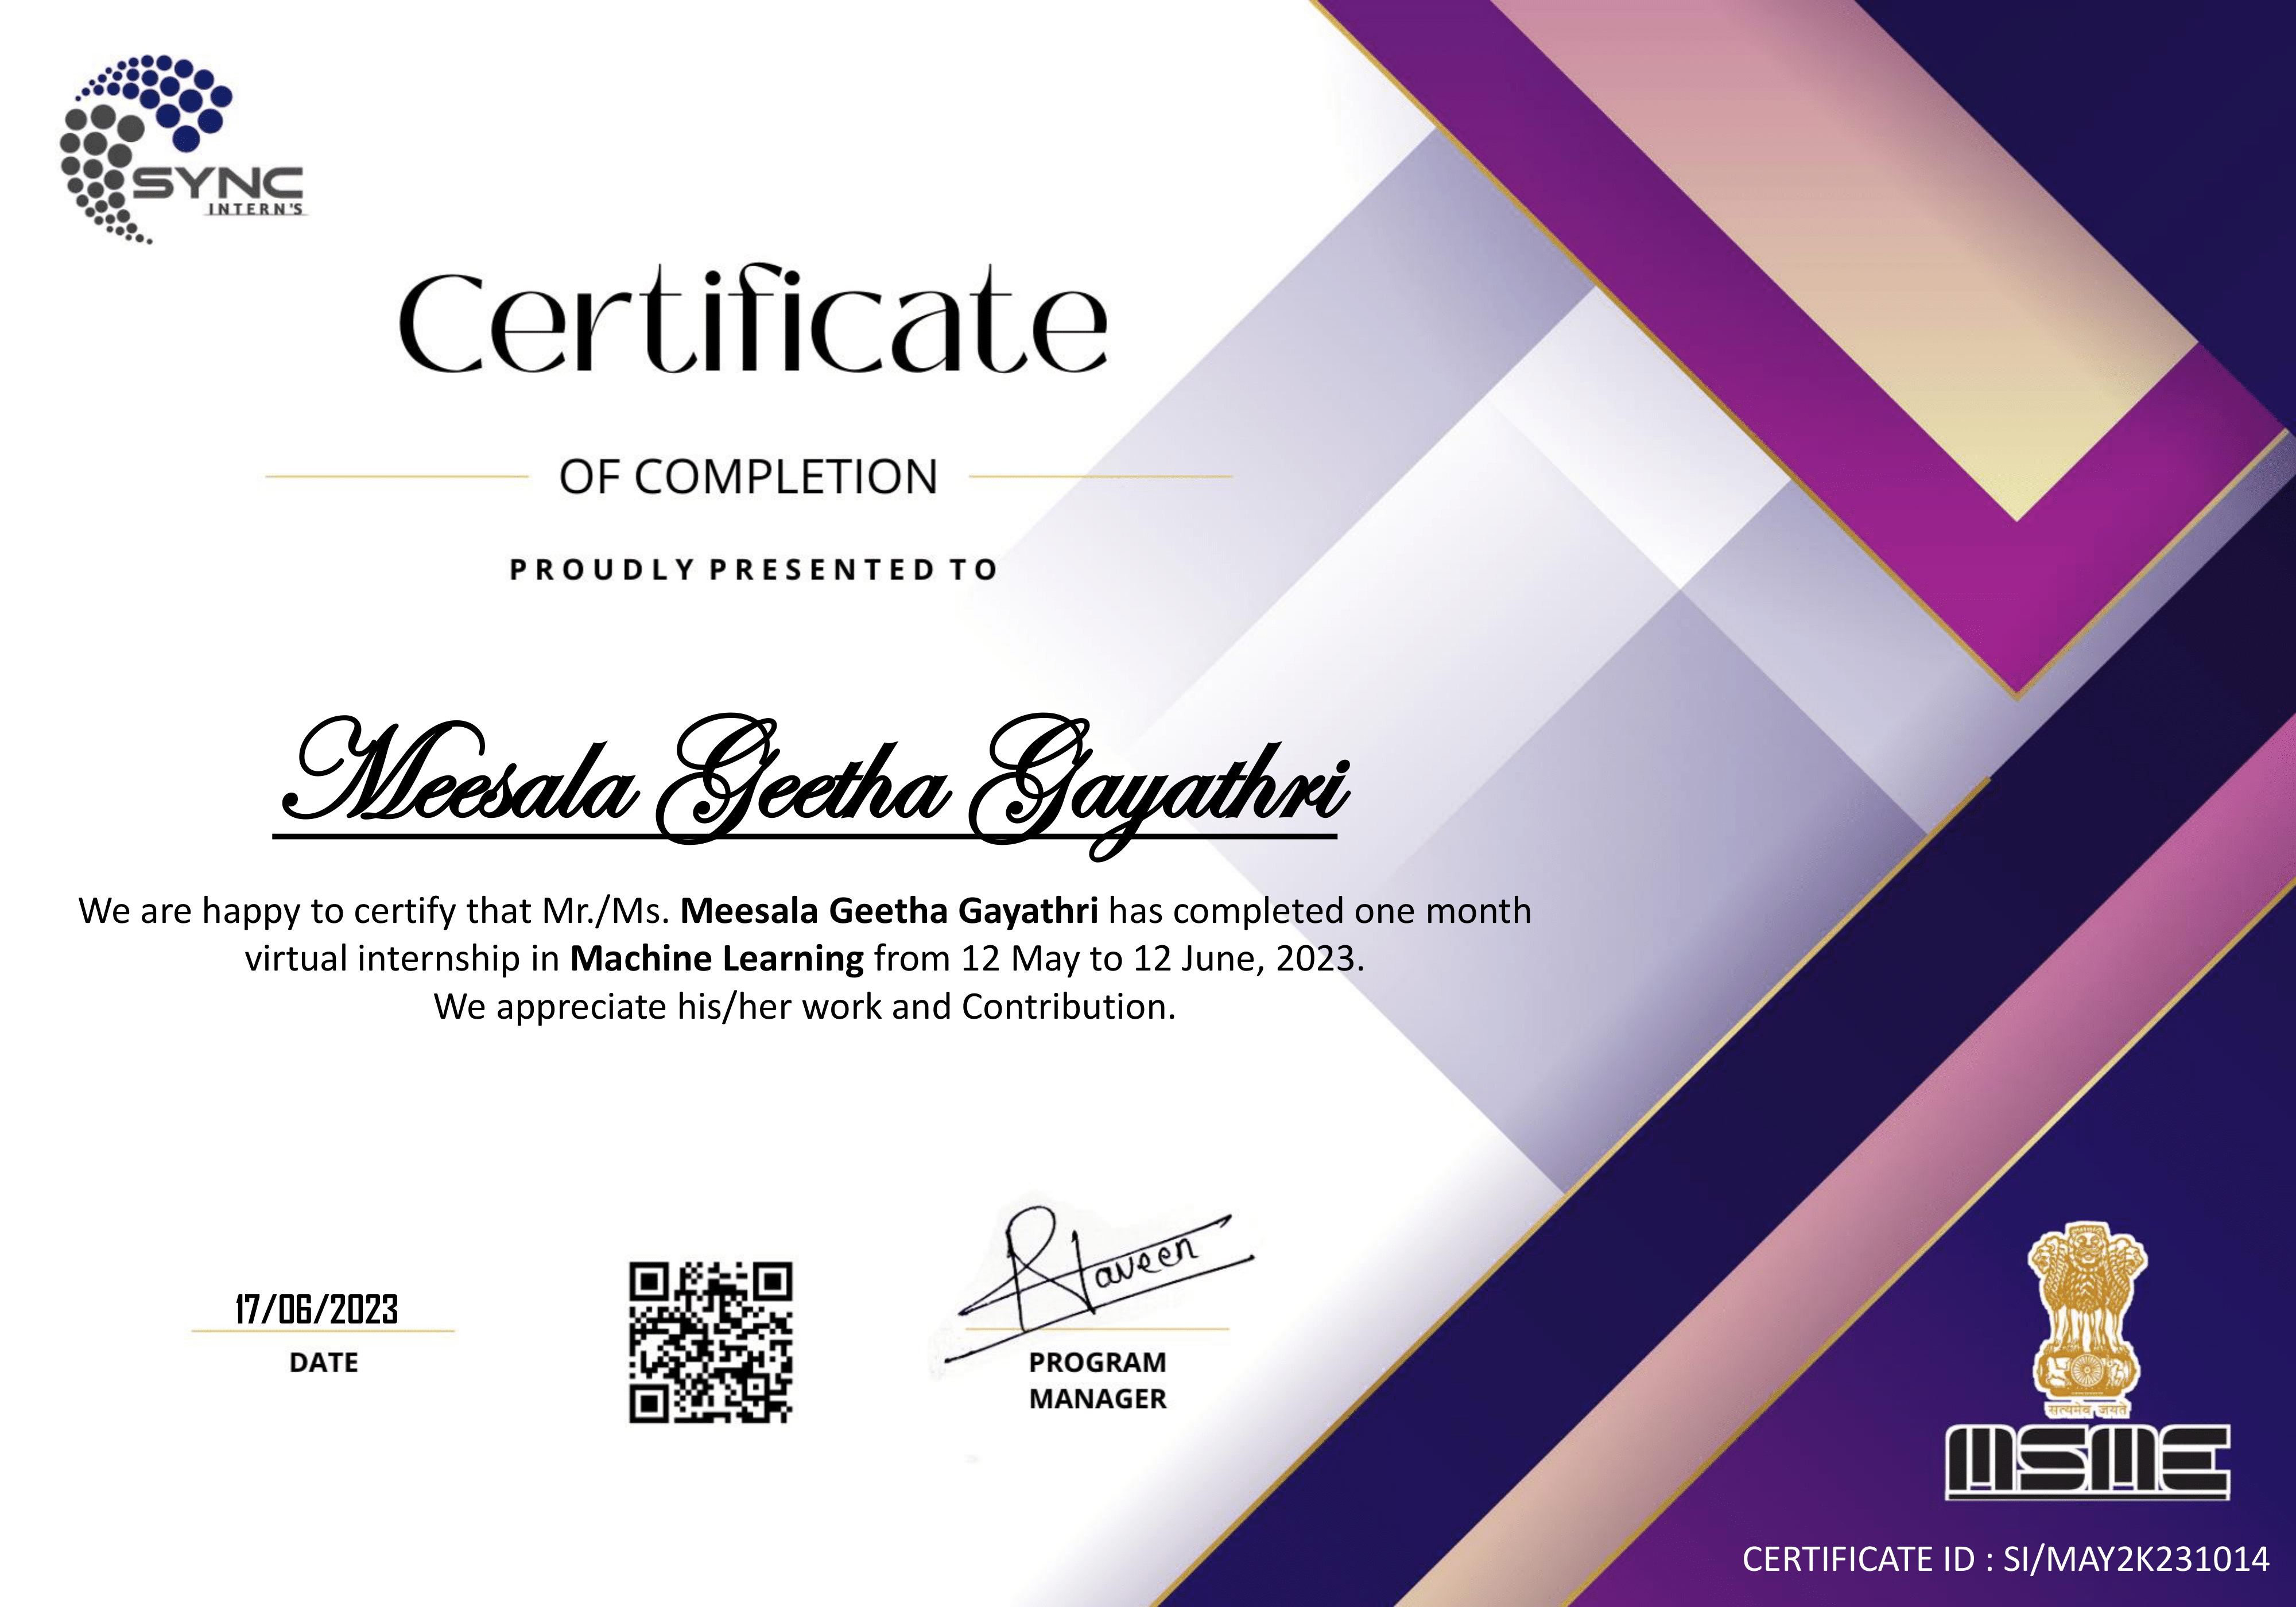 SYNC
INTERN'S
Certificate
OF COMPLETION
PROUDLY PRESENTED TO
Meesala Geetha Gayathri
We are happy to certify that Mr./Ms. Meesala Geetha Gayathri has completed one month
virtual internship in Machine Learning from 12 May to 12 June, 2023.
We appreciate his/her work and Contribution.
17/06/2023
DATE
Naveen
PROGRAM
MANAGER
सत्यमेव जयते
MSME
CERTIFICATE ID : SI/MAY2K231014